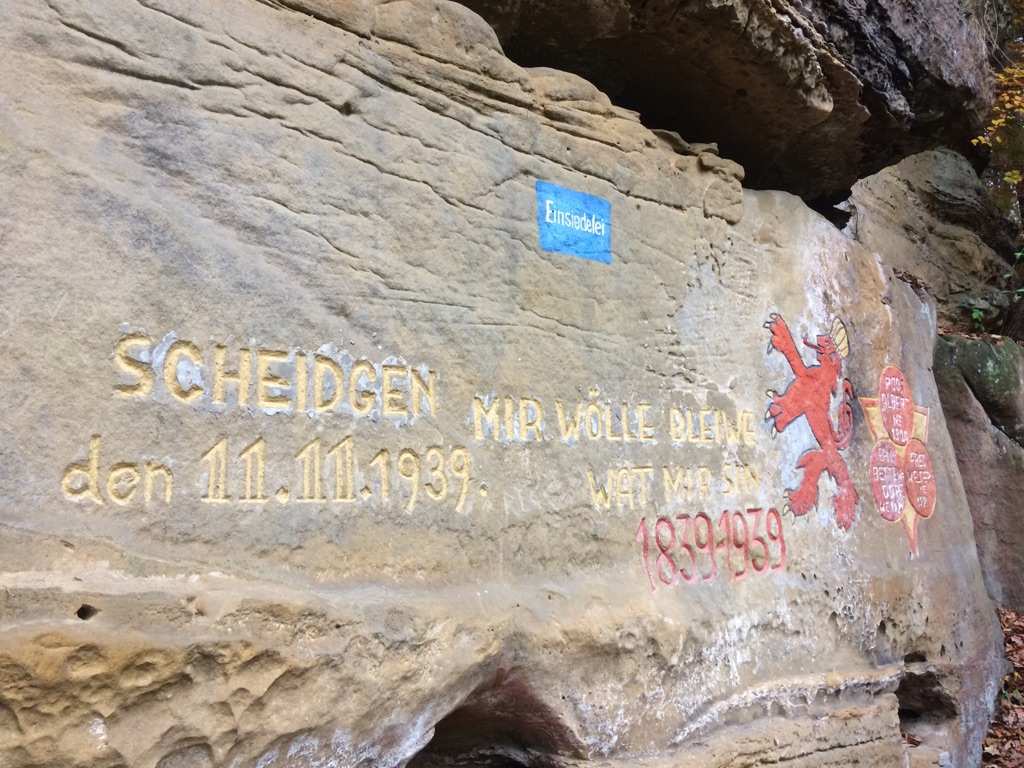 Einsiedelei
SCHEIDGEN
den 11.11.1939.
MIR WÖLLE BLEIWE
WAT MIR SIN
1839-1939